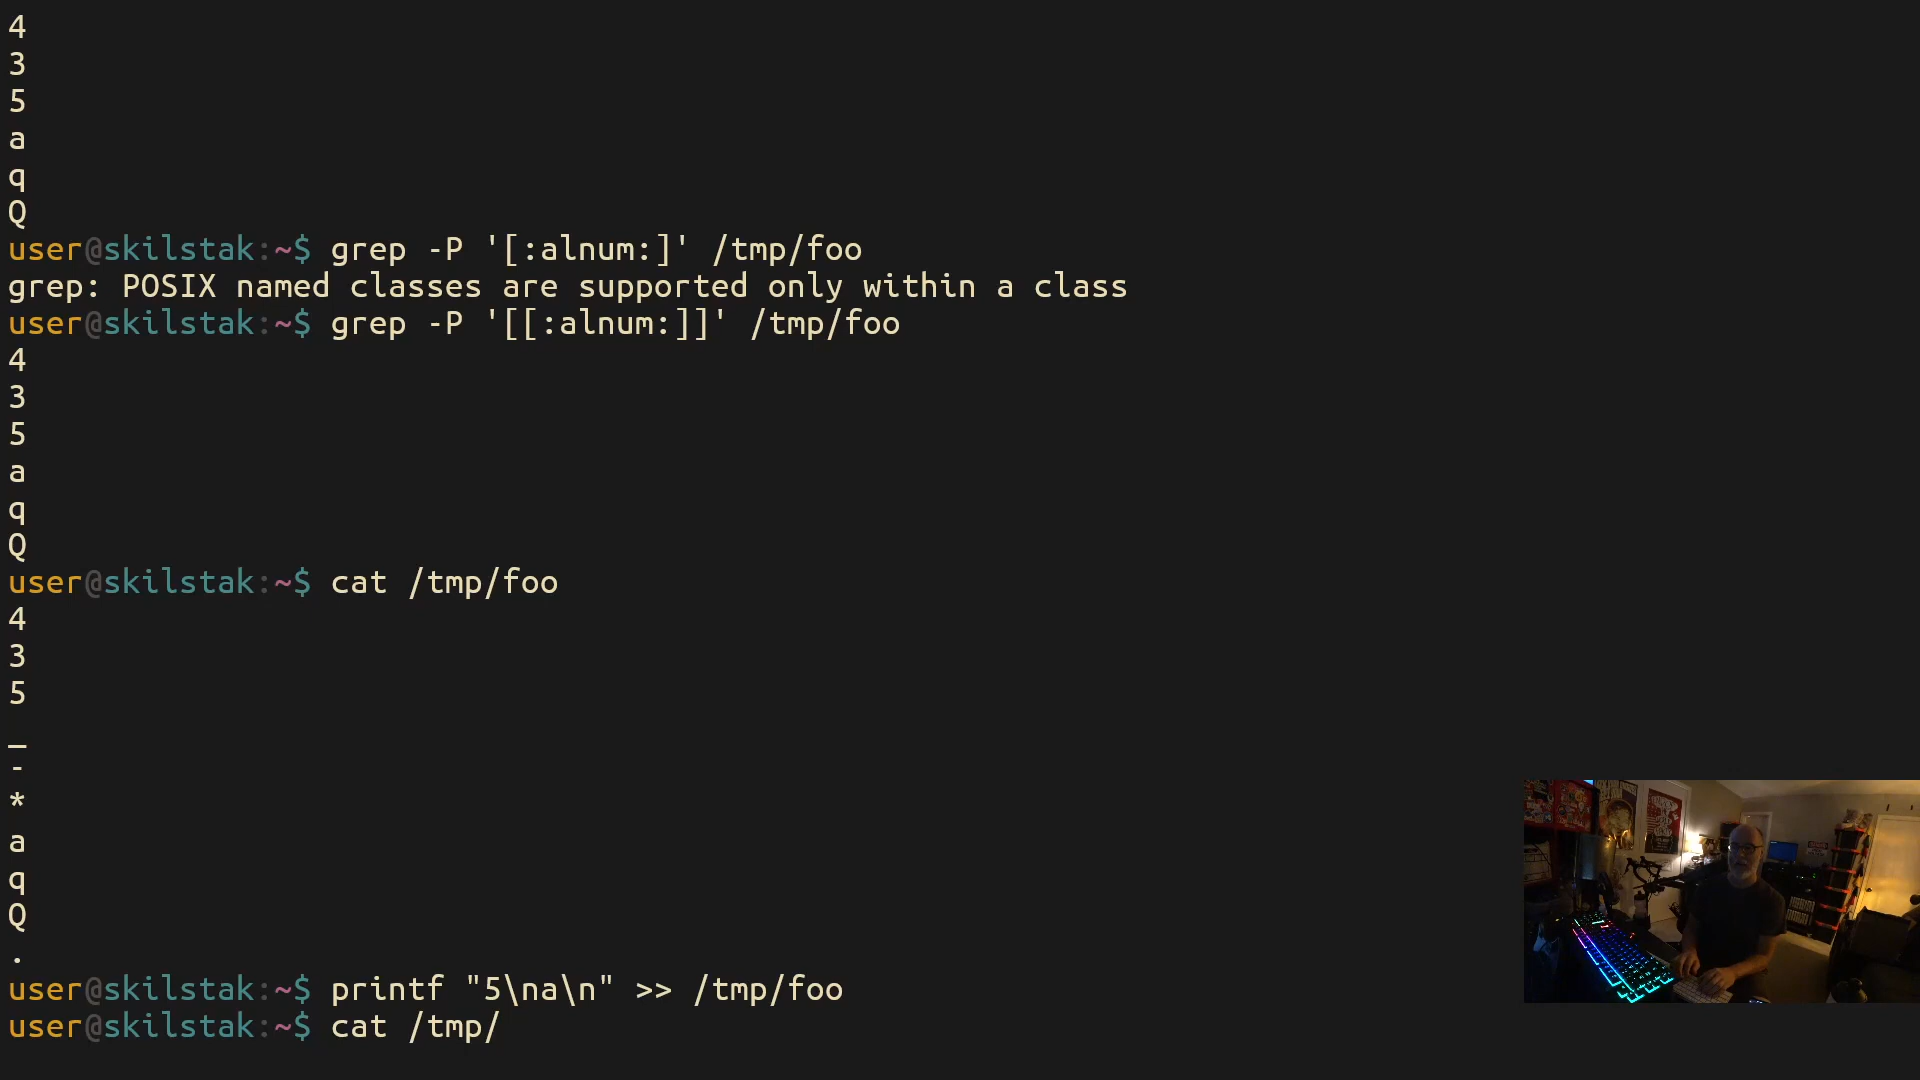 4
3
5
a
q
Q
user@skilstak:~$ grep -P '[:alnum:]' /tmp/foo
grep: POSIX named classes are supported only within a class
user@skilstak:~$ grep -P '[[:alnum:]]' /tmp/foo
4
3
5
a
q
Q
user@skilstak:~$ cat /tmp/foo
4
3
5
_
-
*
a
q
Q
.
user@skilstak:~$ printf "5\na\n" >> /tmp/foo
user@skilstak:~$ cat /tmp/